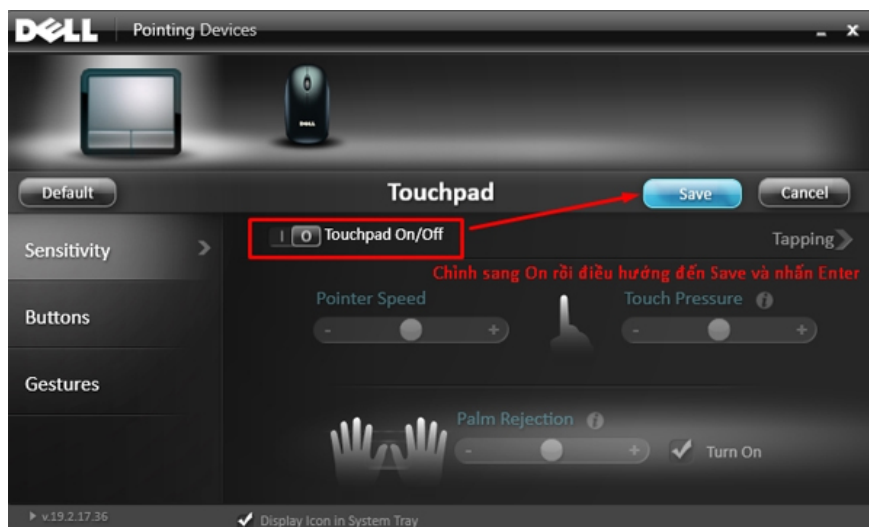 DELL Pointing Devices
DELL
Default Touchpad Save Cancel
I O Touchpad On/Off
Sensitivity Tapping
Chỉnh sang On rồi điều hướng đến Save và nhấn Enter
Pointer Speed Touch Pressure i
Buttons - + - +
Gestures
Palm Rejection i
- + Turn On
v.19.2.17.36 Display Icon in System Tray